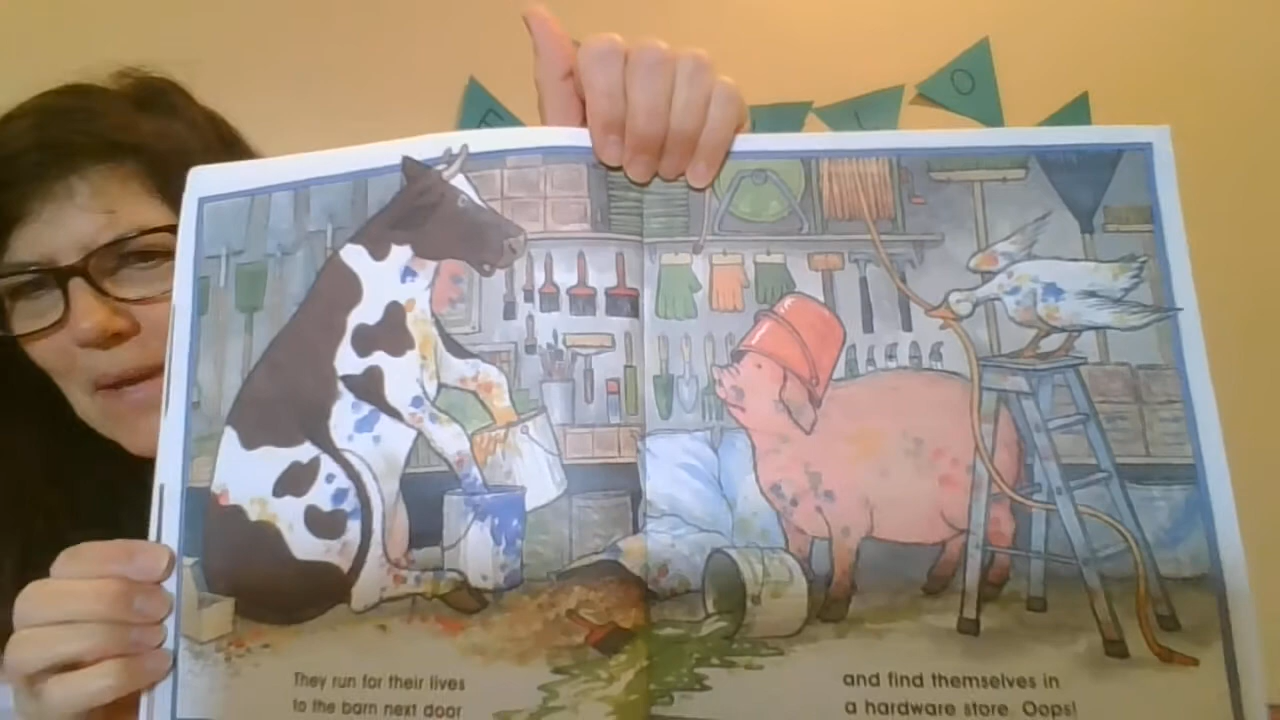 E
L
O
They run for their lives
to the barn next door
and find themselves in
a hardware store. Oops!